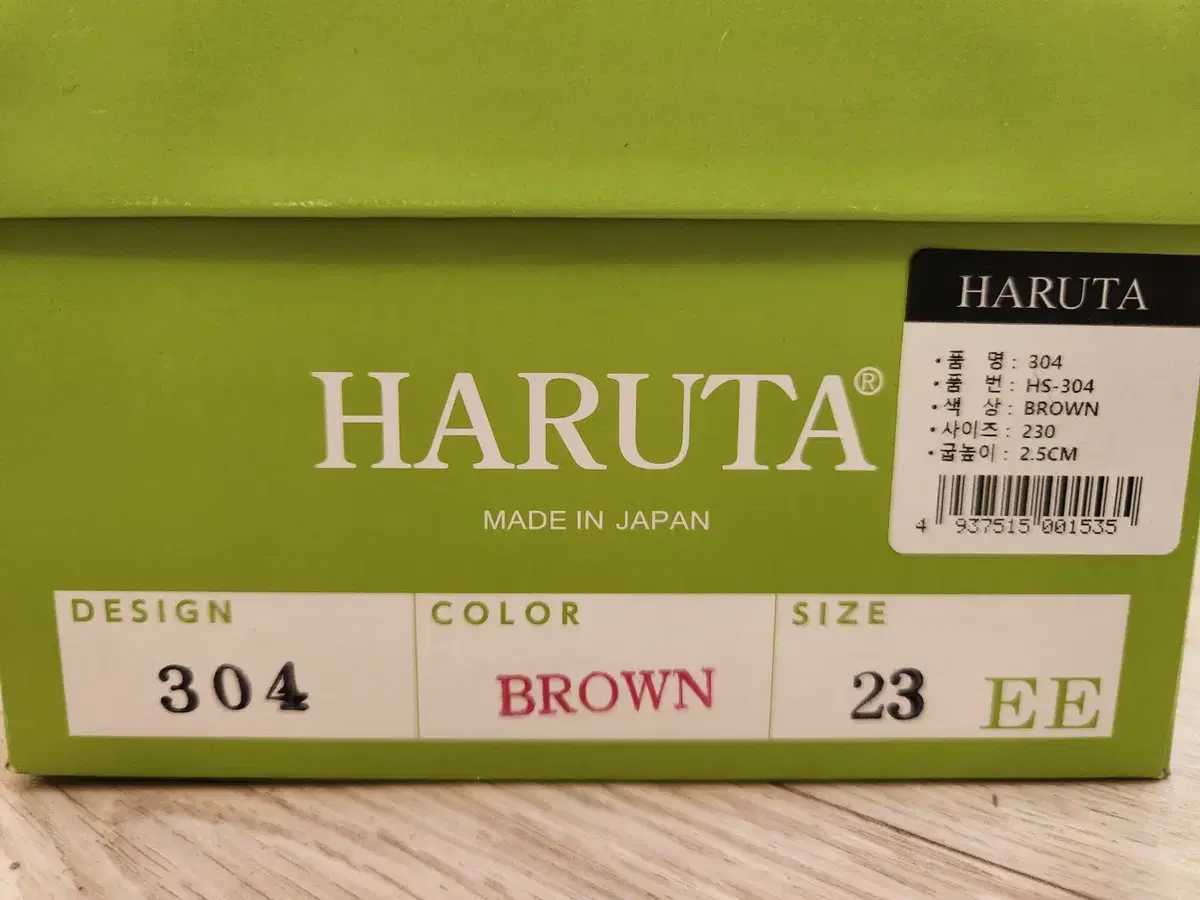 HARUTA®
MADE IN JAPAN
DESIGN
304
COLOR
BROWN
SIZE
23 EE
HARUTA
• 품 명 : 304
• 품 번 : HS-304
• 색 상 : BROWN
• 사이즈 : 230
• 굽높이 : 2.5CM
4 937515 001535